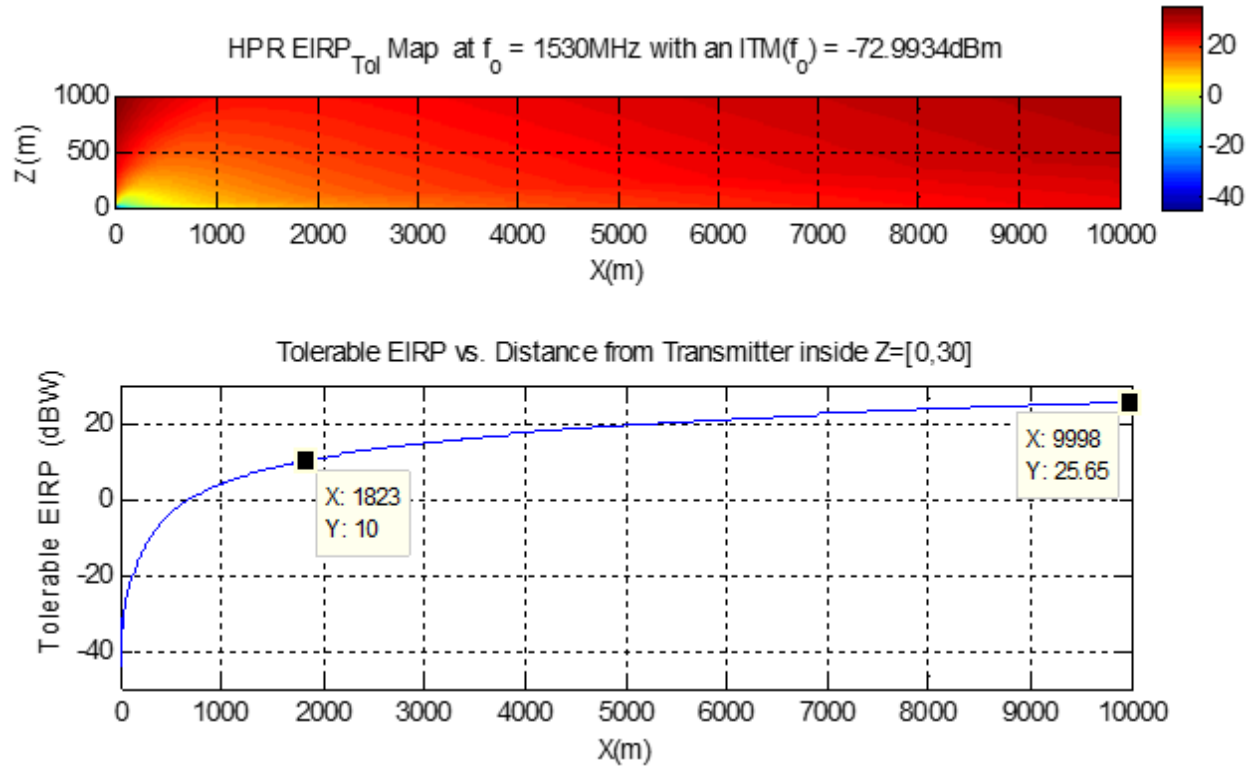 HPR EIRP_Tol Map at f_o = 1530MHz with an ITM(f_o) = -72.9934dBm
1000
500
0
Z(m)
0 1000 2000 3000 4000 5000 6000 7000 8000 9000 10000
X(m)
20
0
-20
-40
Tolerable EIRP vs. Distance from Transmitter inside Z=[0,30]
Tolerable EIRP (dBW)
20
0
-20
-40
X: 1823
Y: 10
X: 9998
Y: 25.65
0 1000 2000 3000 4000 5000 6000 7000 8000 9000 10000
X(m)